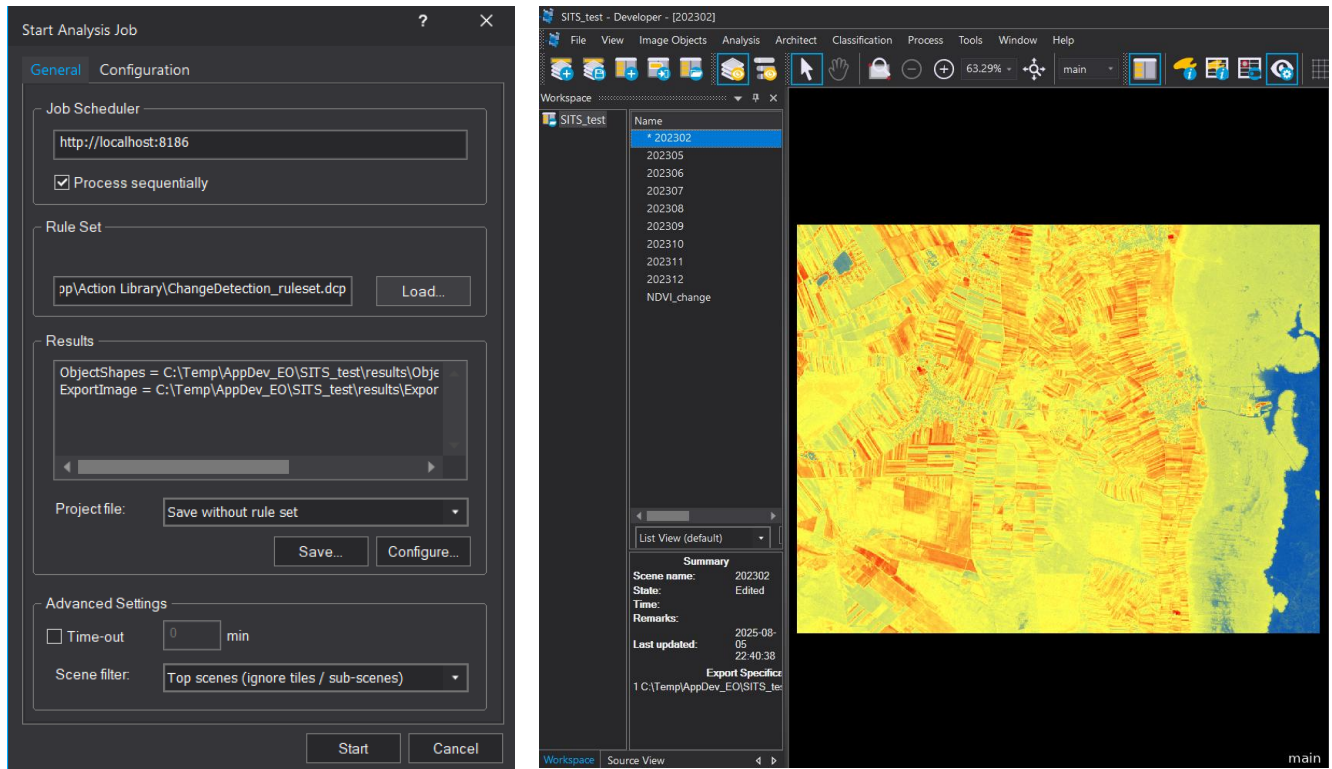 Start Analysis Job
?
General Configuration
Job Scheduler
http://localhost:8186
Process sequentially
Rule Set
pp\Action Library\ChangeDetection_ruleset.dcp
Load...
Results
ObjectShapes = C:\Temp\AppDev_EO\SITS_test\results\Obje
ExportImage = C:\Temp\AppDev_EO\SITS_test\results\Expor
Project file:
Save without rule set
Save...
Configure...
Advanced Settings
Time-out
0
min
Scene filter:
Top scenes (ignore tiles / sub-scenes)
Start
Cancel
SITS_test - Developer - [202302]
File View Image Objects Analysis Architect Classification Process Tools Window Help
63.29%
main
Workspace
SITS_test
Name
* 202302
202305
202306
202307
202308
202309
202310
202311
202312
NDVI_change
List View (default)
Summary
Scene name: 202302
State: Edited
Time:
Remarks:
Last updated: 2025-08-
05
22:40:38
Export Specifica
1 C:\Temp\AppDev_EO\SITS_te
Workspace Source View
main